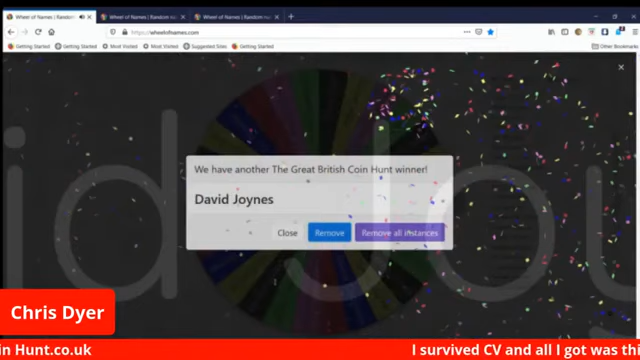 Wheel of Names | Random
Wheel of Names | Random
Wheel of Names | Random
https://wheelofnames.com
Getting Started
Getting Started
Most Visited
Most Visited
Suggested Sites
Getting Started
Other Bookmarks
id Joy
We have another The Great British Coin Hunt winner!
David Joynes
Close
Remove
Remove all instances
Chris Dyer
in Hunt.co.uk
I survived CV and all I got was thi